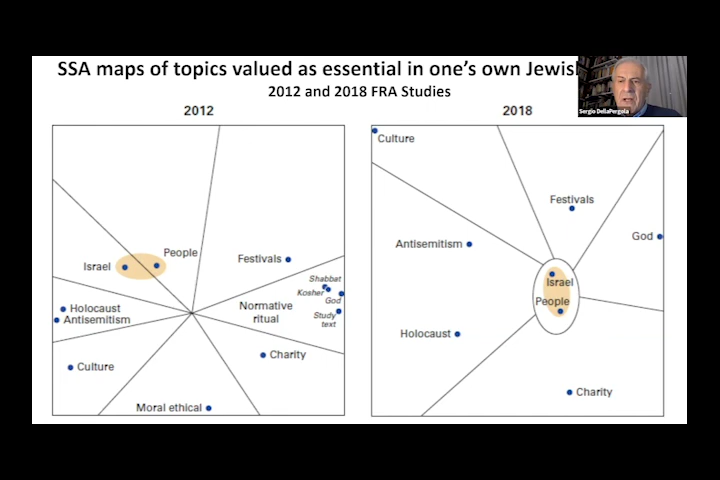 SSA maps of topics valued as essential in one's own Jewish
2012 and 2018 FRA Studies
Sergio DellaPergola
2012
People
Israel
Festivals
Shabbat
Kosher
God
Holocaust
Antisemitism
Normative
ritual
Study
text
Culture
Charity
Moral ethical
2018
Culture
Festivals
God
Antisemitism
Israel
People
Holocaust
Charity